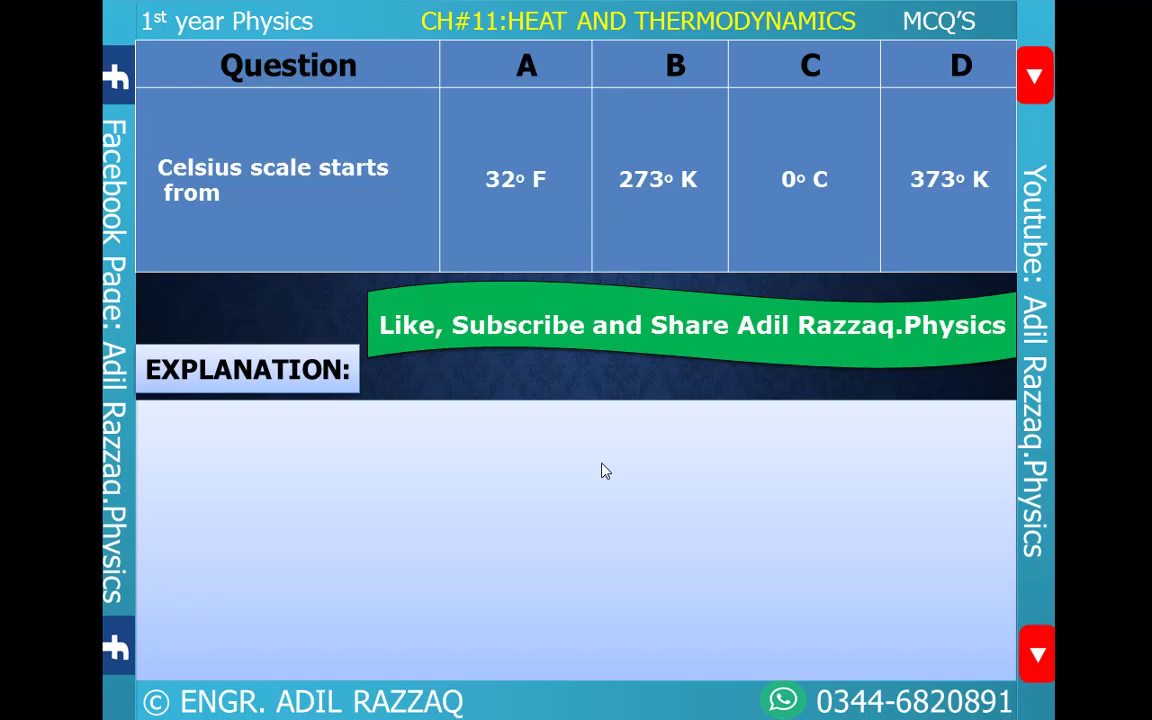 1st year Physics CH#11:HEAT AND THERMODYNAMICS MCQ'S
Question A B C D
Celsius scale starts
from
32o F 273o K 0o C 373o K
Like, Subscribe and Share Adil Razzaq.Physics
EXPLANATION:
Facebook Page: Adil Razzaq.Physics
Youtube: Adil Razzaq.Physics
© ENGR. ADIL RAZZAQ 0344-6820891